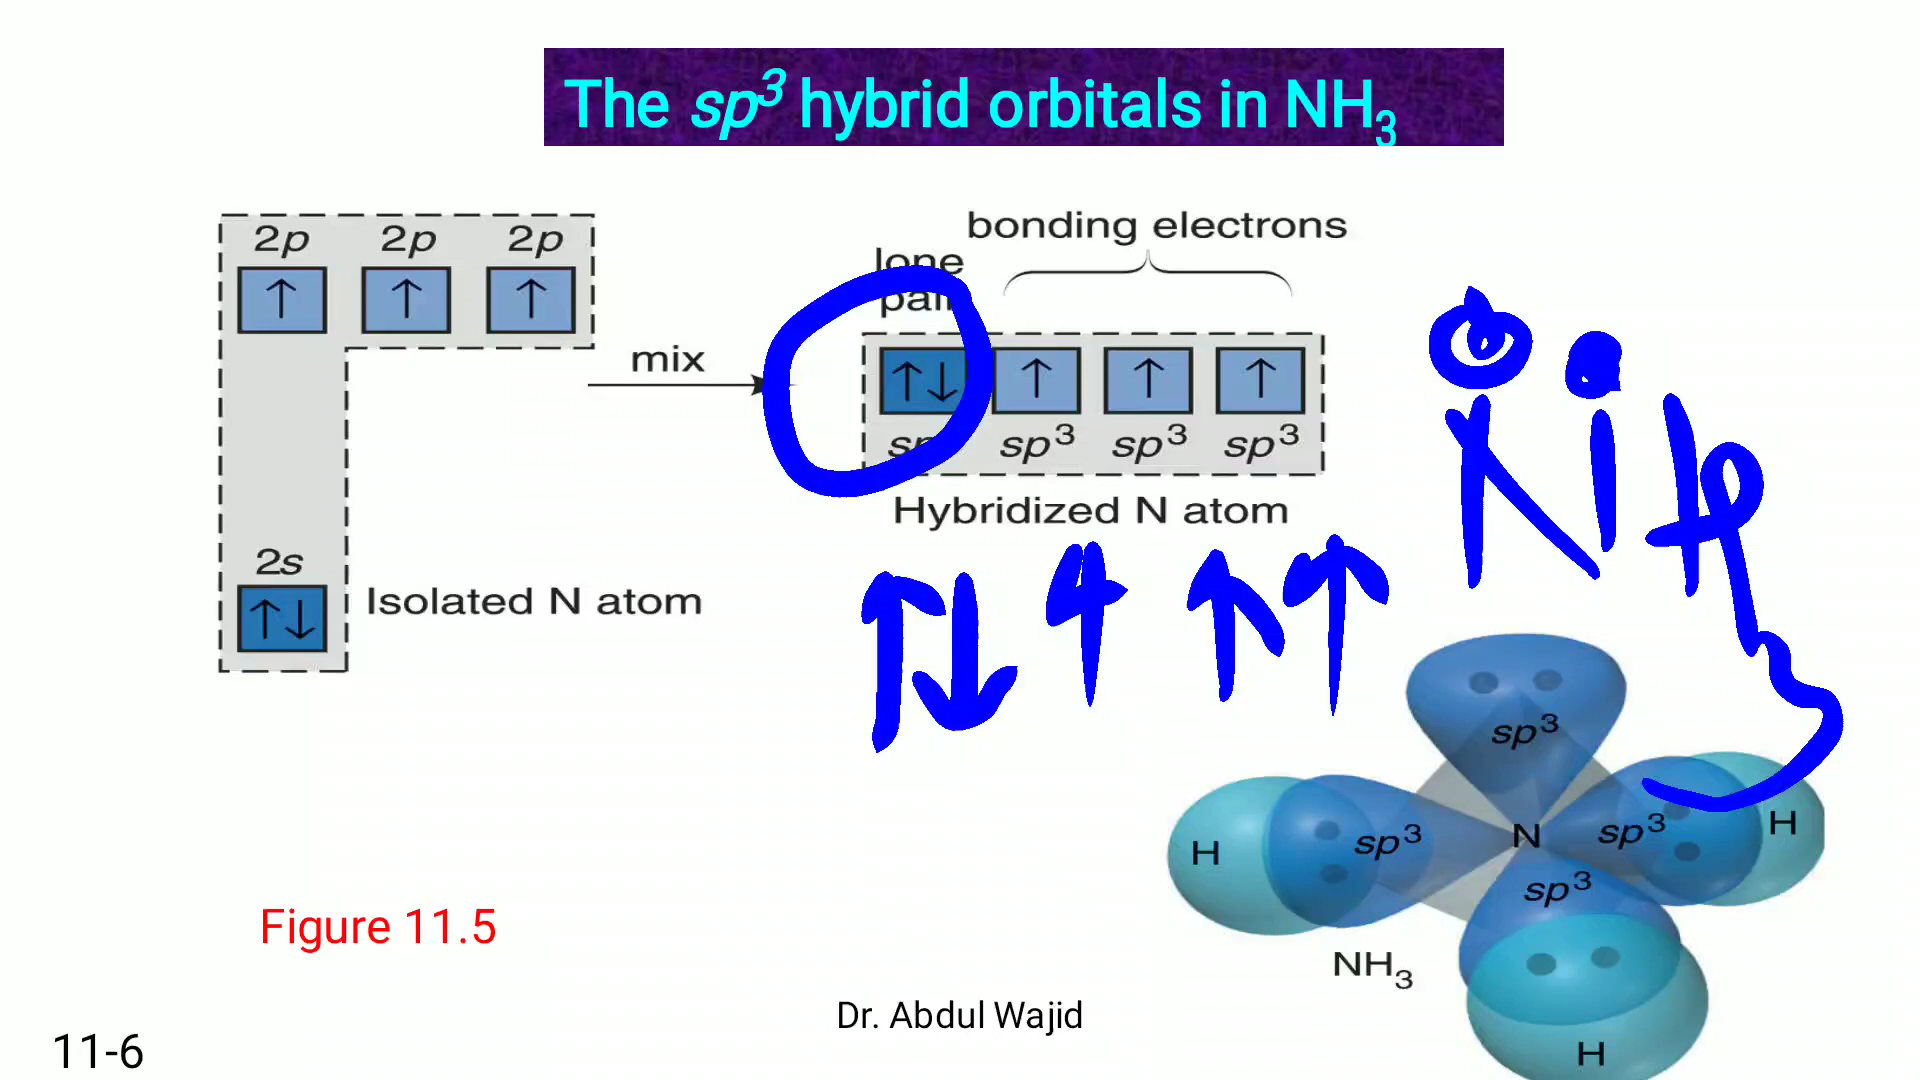 The sp³ hybrid orbitals in NH₃
2p 2p 2p
↑ ↑ ↑
2s
↑↓
Isolated N atom
mix
bonding electrons
lone
pair
↑↓ ↑ ↑ ↑
sp³ sp³ sp³
Hybridized N atom
↑↓ ↑ ↑ ↑
sp³
H sp³ N sp³ H
sp³
H
NH₃
Figure 11.5
Dr. Abdul Wajid
11-6